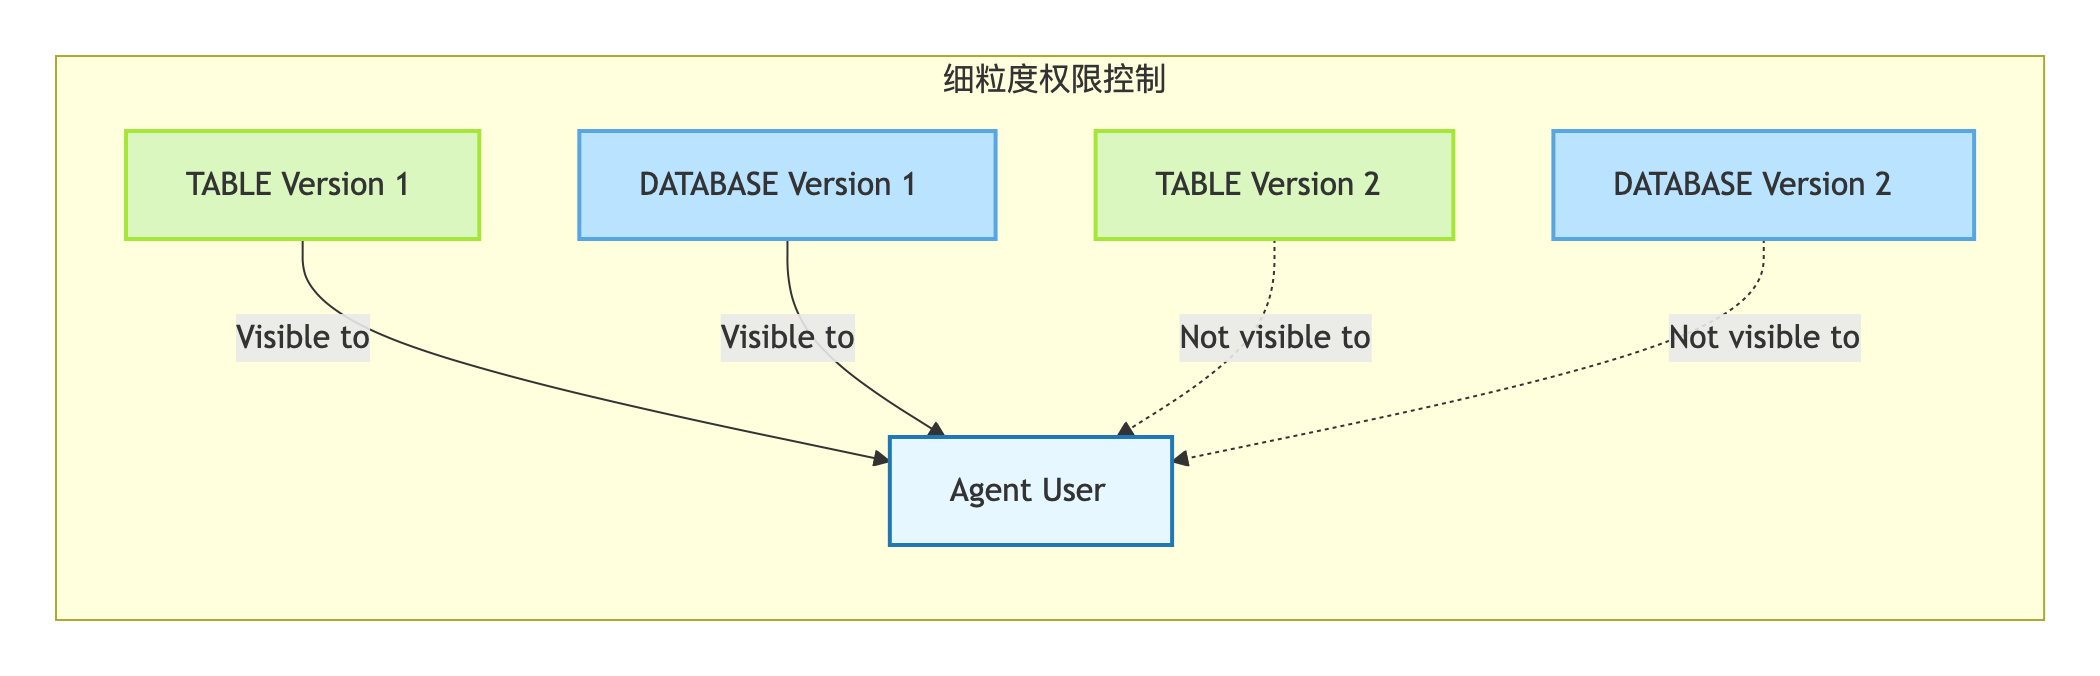 细粒度权限控制
TABLE Version 1
DATABASE Version 1
TABLE Version 2
DATABASE Version 2
Visible to
Visible to
Not visible to
Not visible to
Agent User